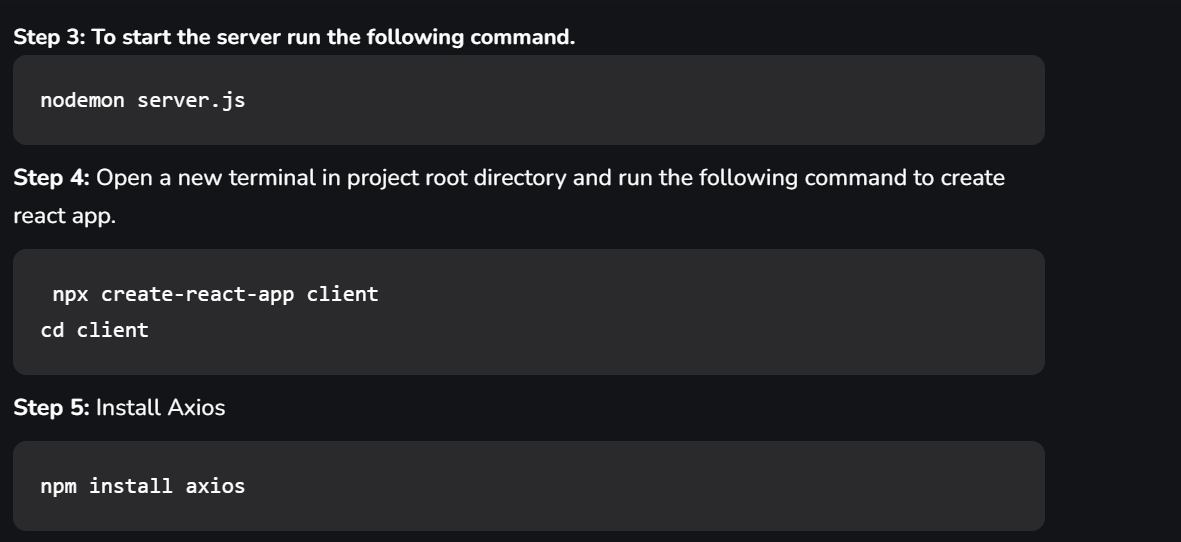 Step 3: To start the server run the following command.
nodemon server.js
Step 4: Open a new terminal in project root directory and run the following command to create
react app.
npx create-react-app client
cd client
Step 5: Install Axios
npm install axios